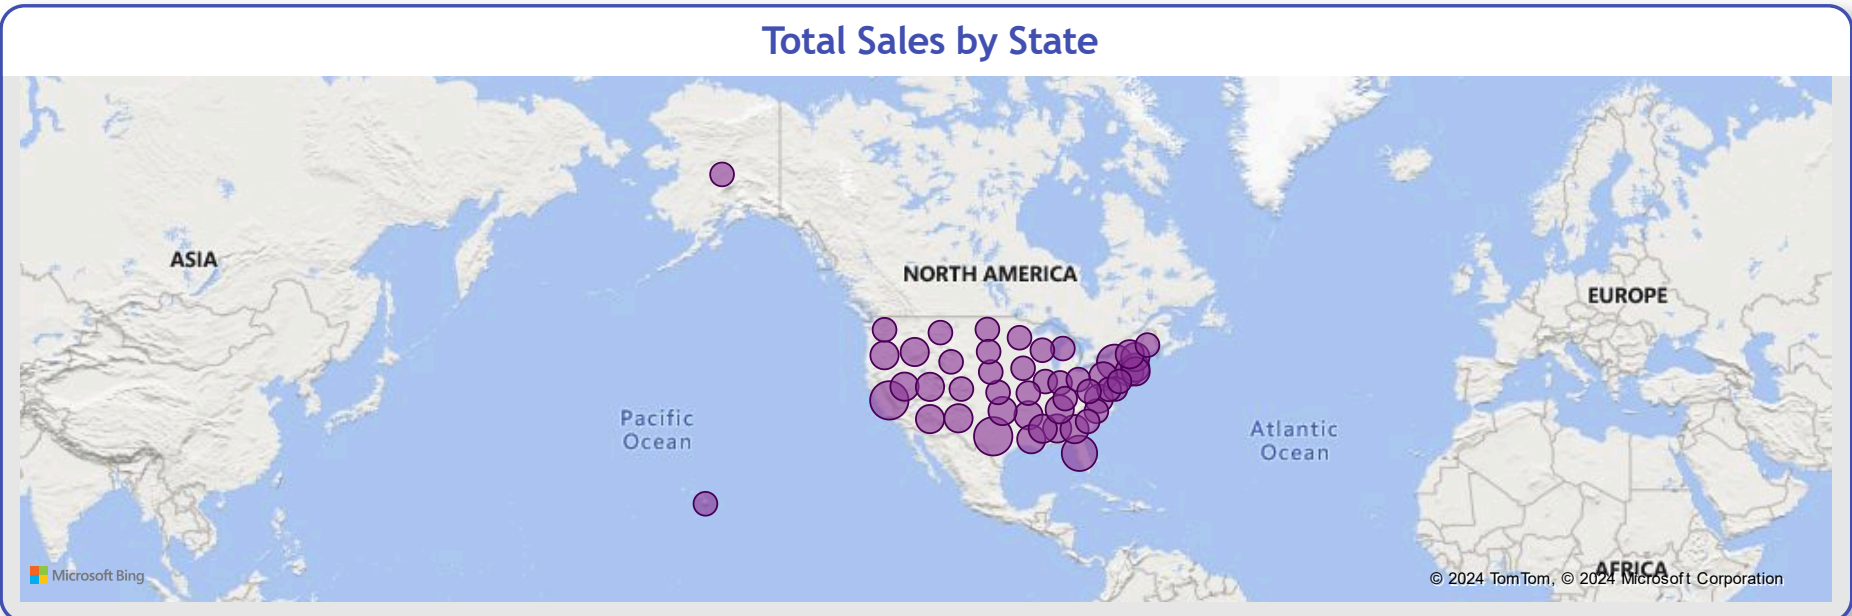 Total Sales by State
ASIA
NORTH AMERICA
EUROPE
Pacific
Ocean
Atlantic
Ocean
AFRICA
Microsoft Bing
© 2024 TomTom, © 2024 Microsoft Corporation